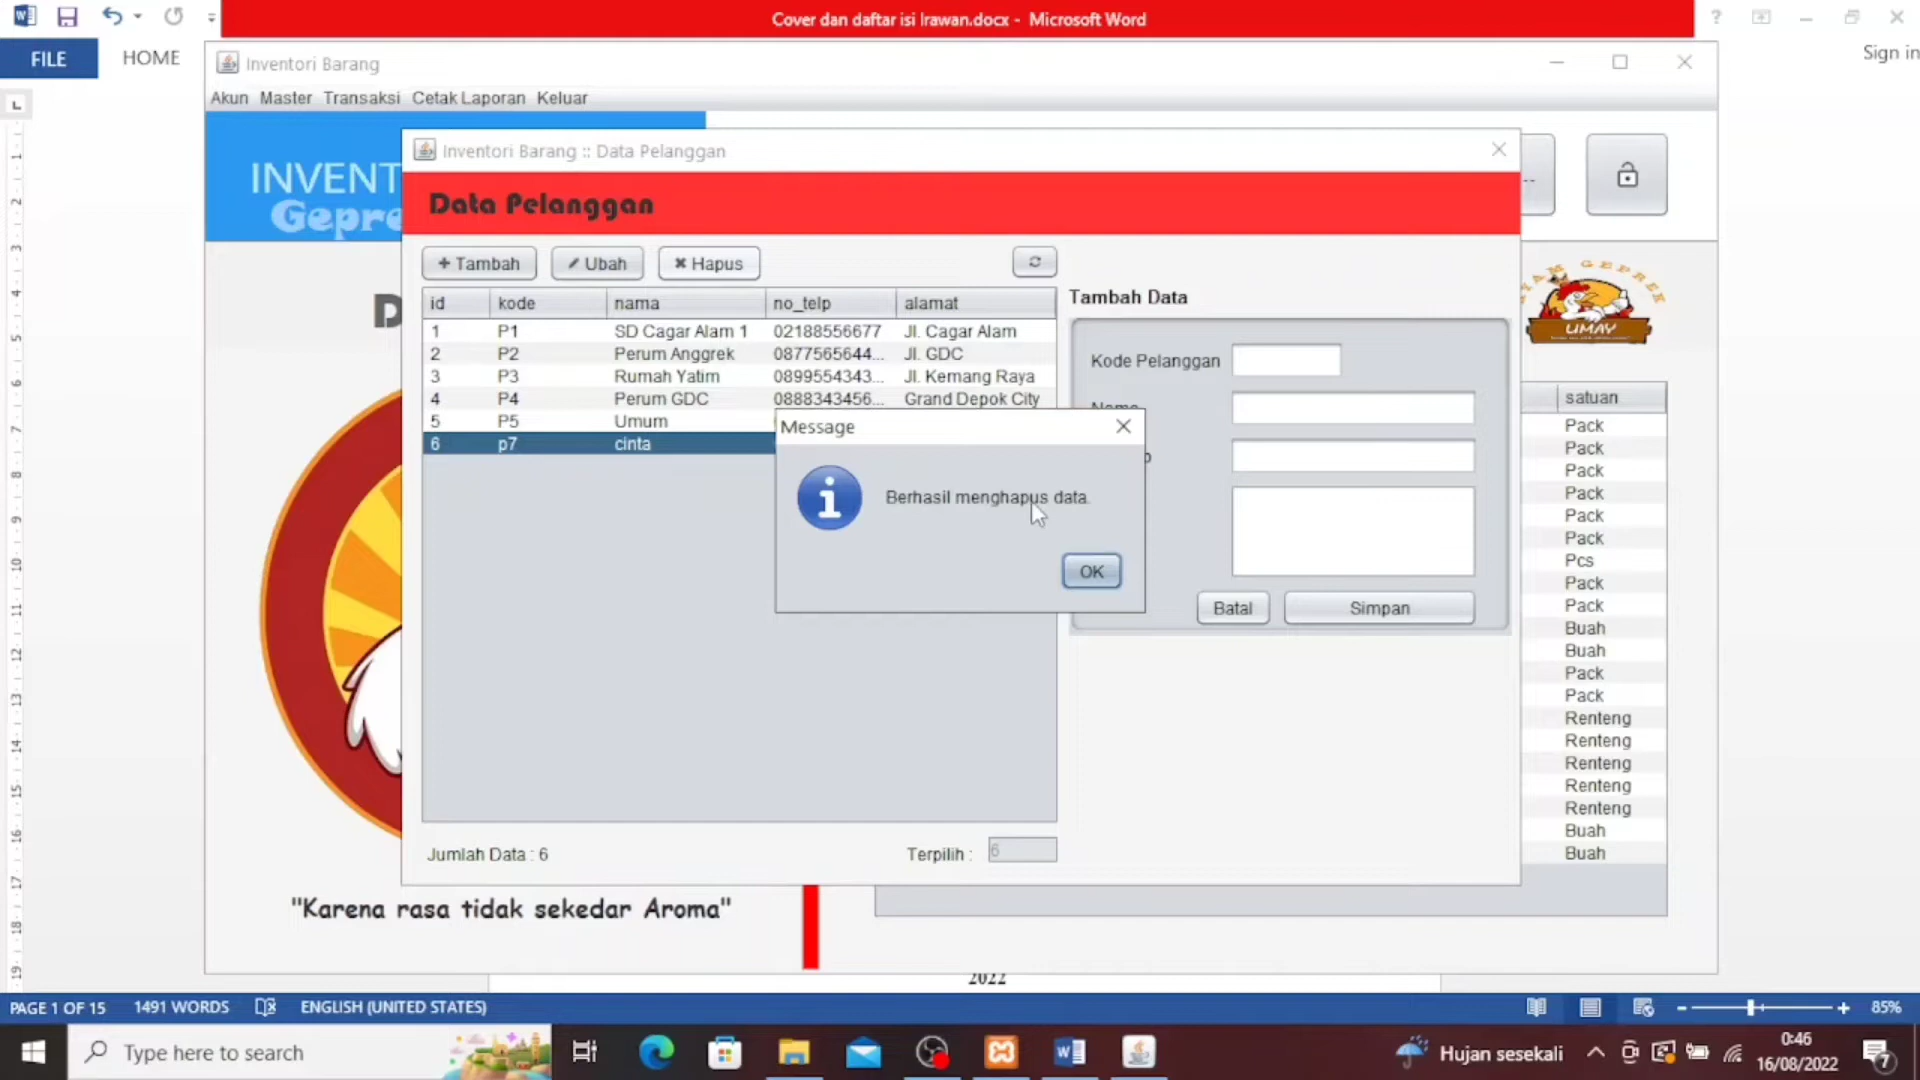 Cover dan daftar isi Irawan.docx - Microsoft Word
FILE
HOME
Sign in
Inventori Barang
Akun Master Transaksi Cetak Laporan Keluar
INVENT
Gepre
Inventori Barang :: Data Pelanggan
Data Pelanggan
+ Tambah
Ubah
✖ Hapus
id kode nama no_telp alamat
1 P1 SD Cagar Alam 1 02188556677 Jl. Cagar Alam
2 P2 Perum Anggrek 0877565644... Jl. GDC
3 P3 Rumah Yatim 0899554343... Jl. Kemang Raya
4 P4 Perum GDC 0888343456... Grand Depok City
5 P5 Umum
6 p7 cinta
Tambah Data
Kode Pelanggan
Nama
Batal
Simpan
Message
Berhasil menghapus data.
OK
Jumlah Data : 6
Terpilih : 6
D
AYAM GEPREK
UMAY
satuan
Pack
Pack
Pack
Pack
Pack
Pack
Pcs
Pack
Pack
Buah
Buah
Pack
Pack
Renteng
Renteng
Renteng
Renteng
Renteng
Buah
Buah
"Karena rasa tidak sekedar Aroma"
2022
PAGE 1 OF 15 1491 WORDS ENGLISH (UNITED STATES)
85%
Type here to search
Hujan sesekali
0:46
16/08/2022
7